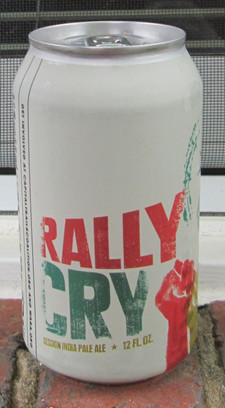 RALLY
CRY
SESSION INDIA PALE ALE ★ 12 FL. OZ.